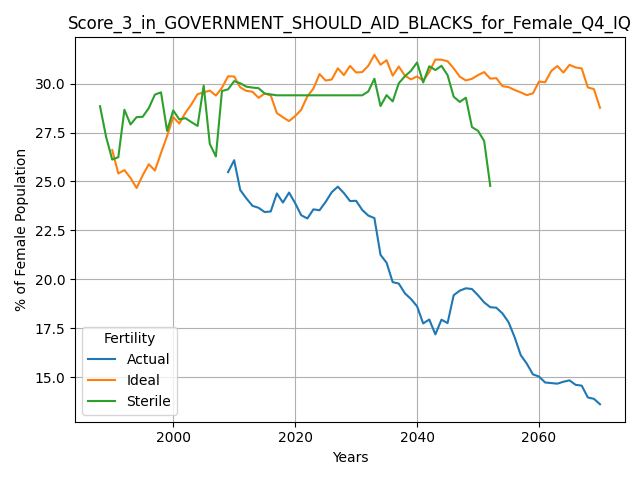 Score_3_in_GOVERNMENT_SHOULD_AID_BLACKS_for_Female_Q4_IQ
% of Female Population
30.0
27.5
25.0
22.5
20.0
17.5
15.0
Fertility
Actual
Ideal
Sterile
2000
2020
2040
2060
Years